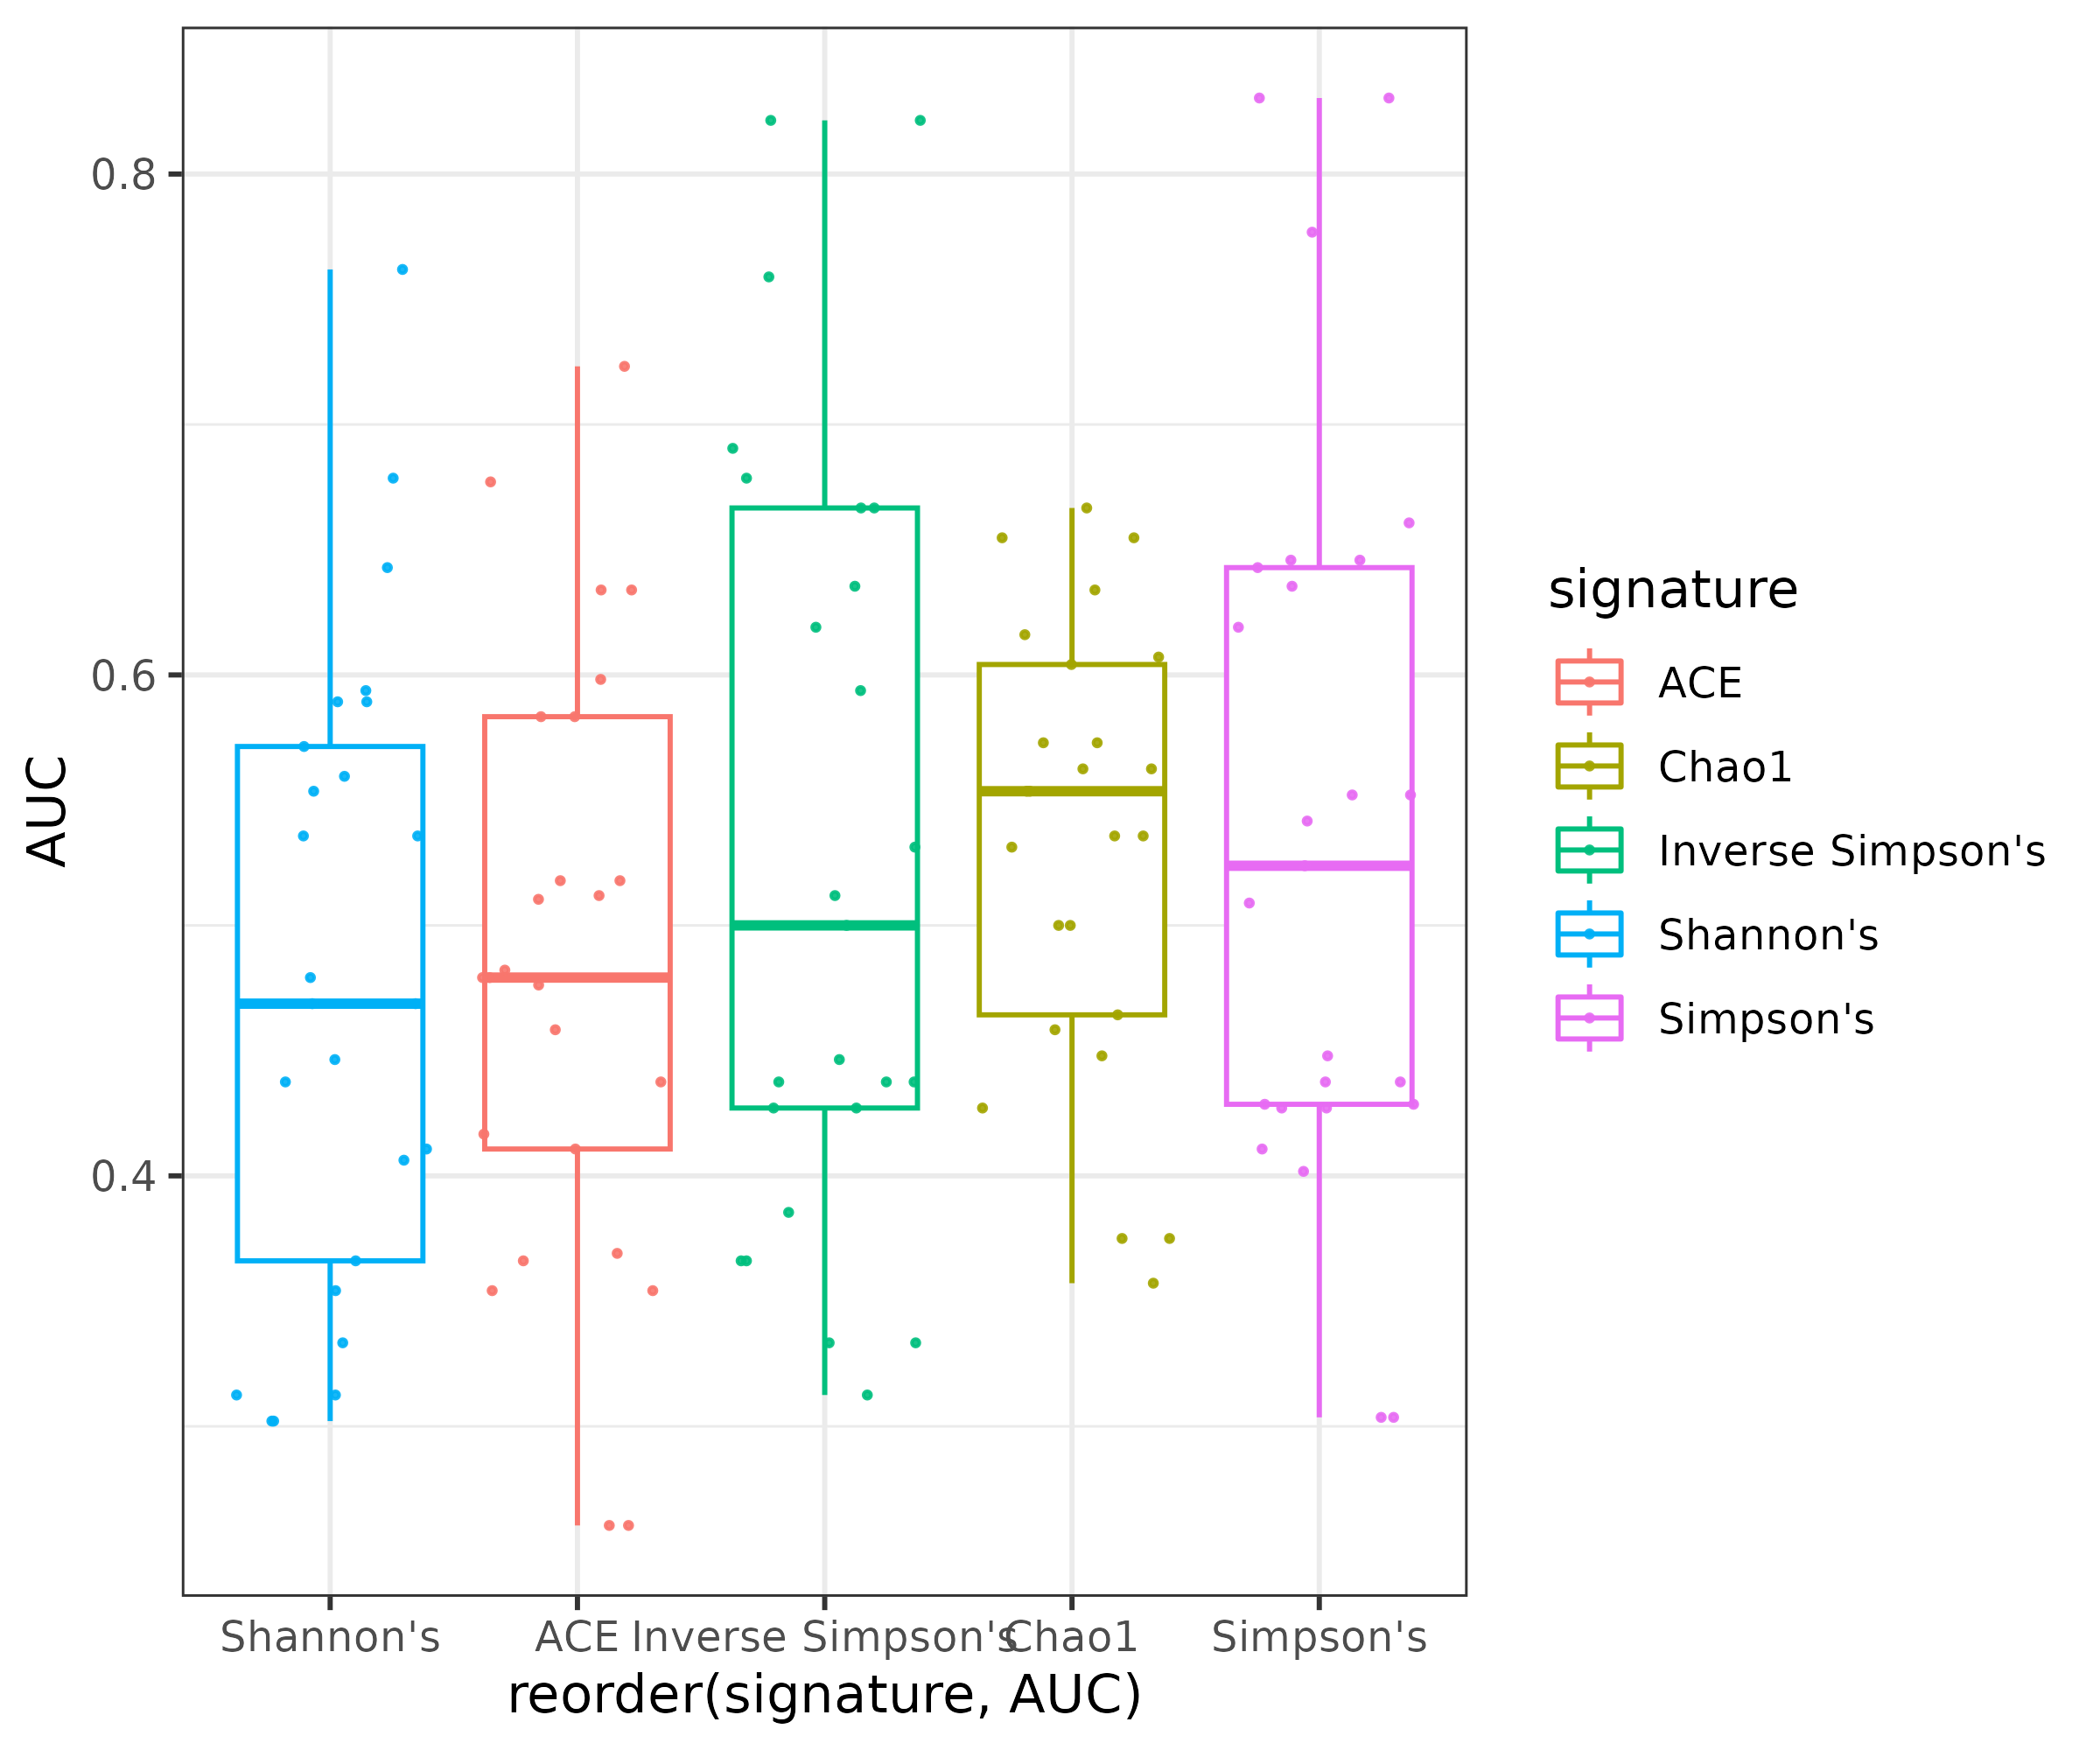 0.8
0.6
0.4
AUC
Shannon's
ACE
Inverse Simpson's
Chao1
Simpson's
reorder(signature, AUC)
signature
ACE
Chao1
Inverse Simpson's
Shannon's
Simpson's